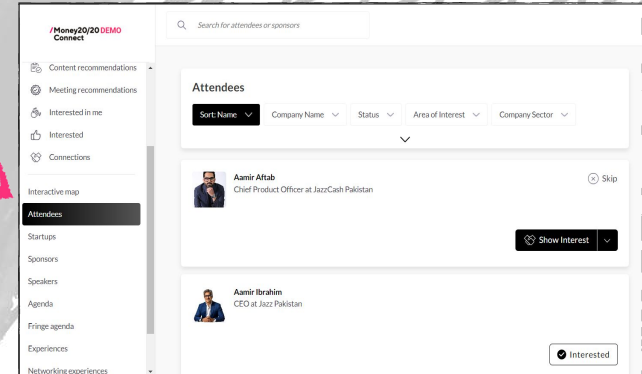 /Money20/20 DEMO
Connect
Search for attendees or sponsors
Content recommendations
Meeting recommendations
Interested in me
Interested
Connections
Interactive map
Attendees
Startups
Sponsors
Speakers
Agenda
Fringe agenda
Experiences
Networking experiences
Attendees
Sort: Name
Company Name
Status
Area of Interest
Company Sector
Aamir Aftab
Chief Product Officer at JazzCash Pakistan
Skip
Show Interest
Aamir Ibrahim
CEO at Jazz Pakistan
Interested